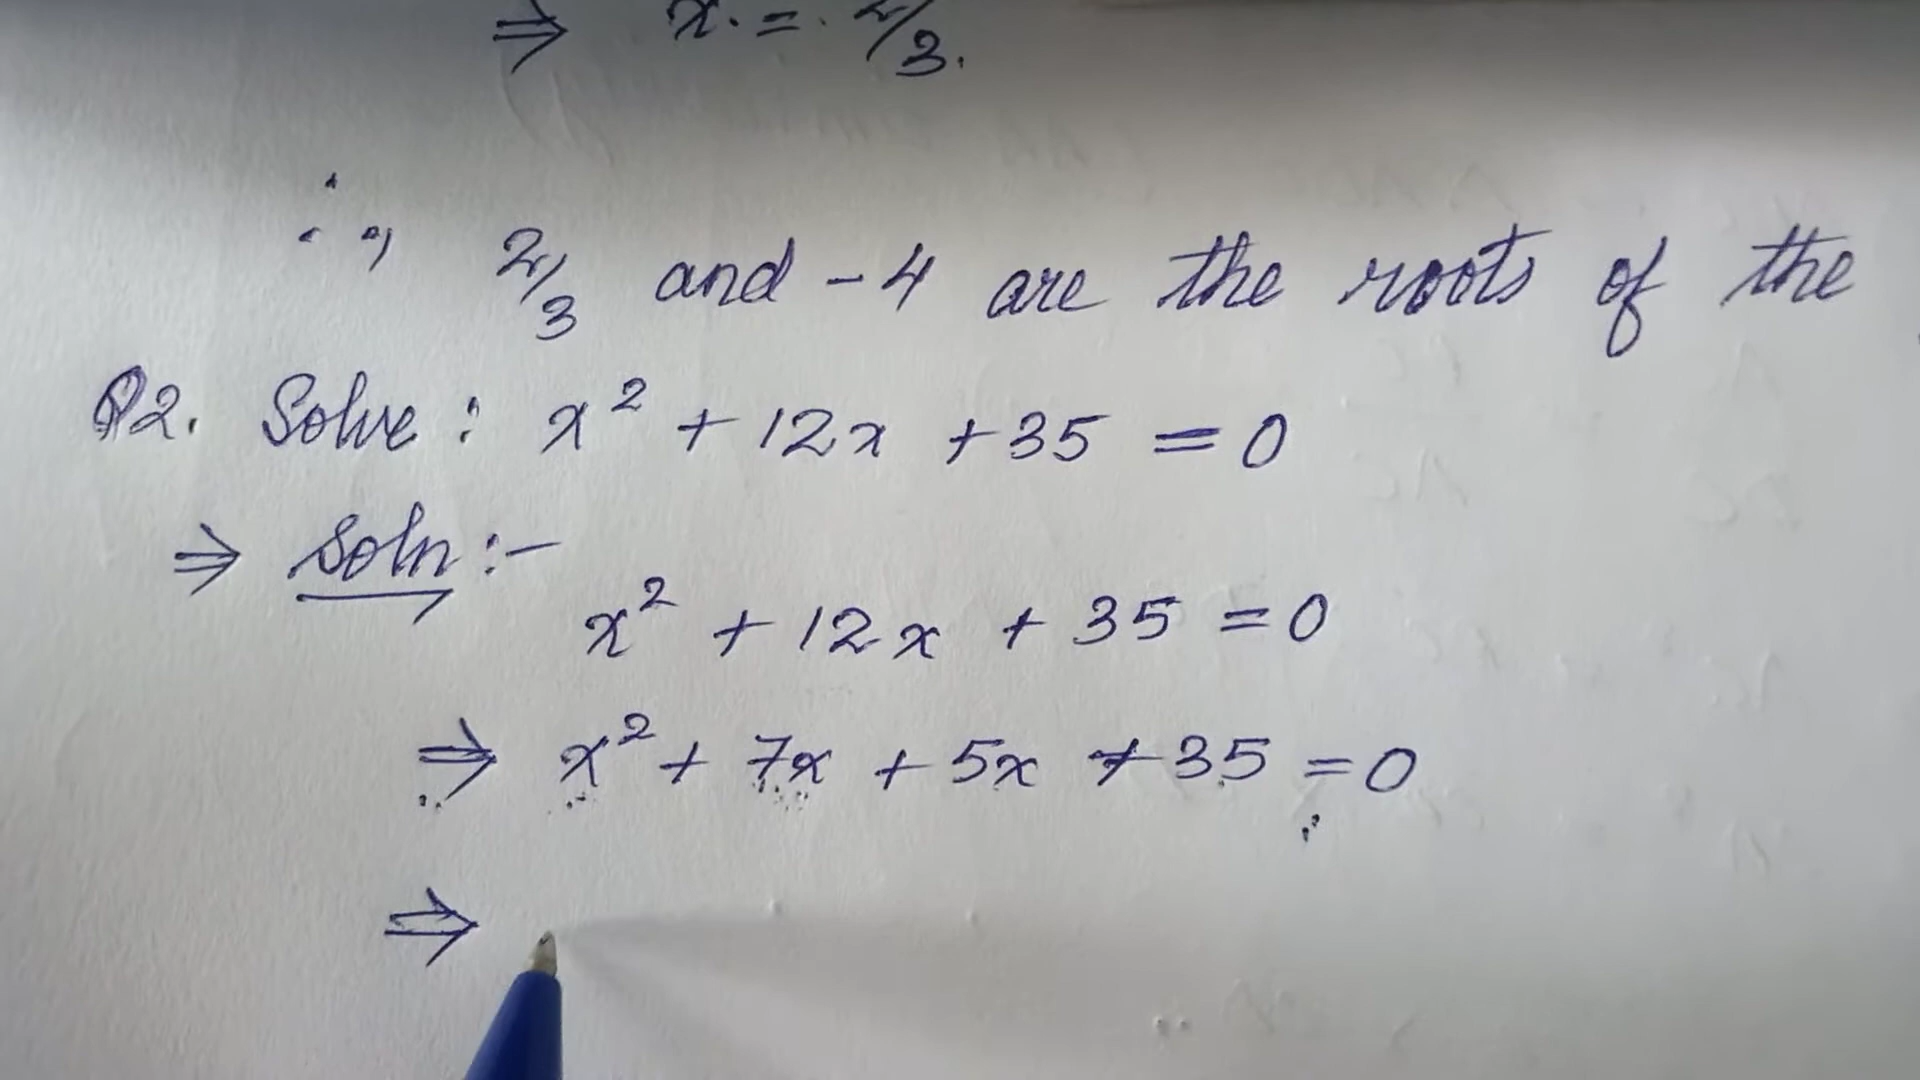 ⇒ x. = 2/3.
∴, 2/3 and -4 are the roots of the
Q2. Solve : x² + 12x + 35 = 0
⇒ Soln :-
x² + 12x + 35 = 0
⇒ x² + 7x + 5x + 35 = 0
⇒